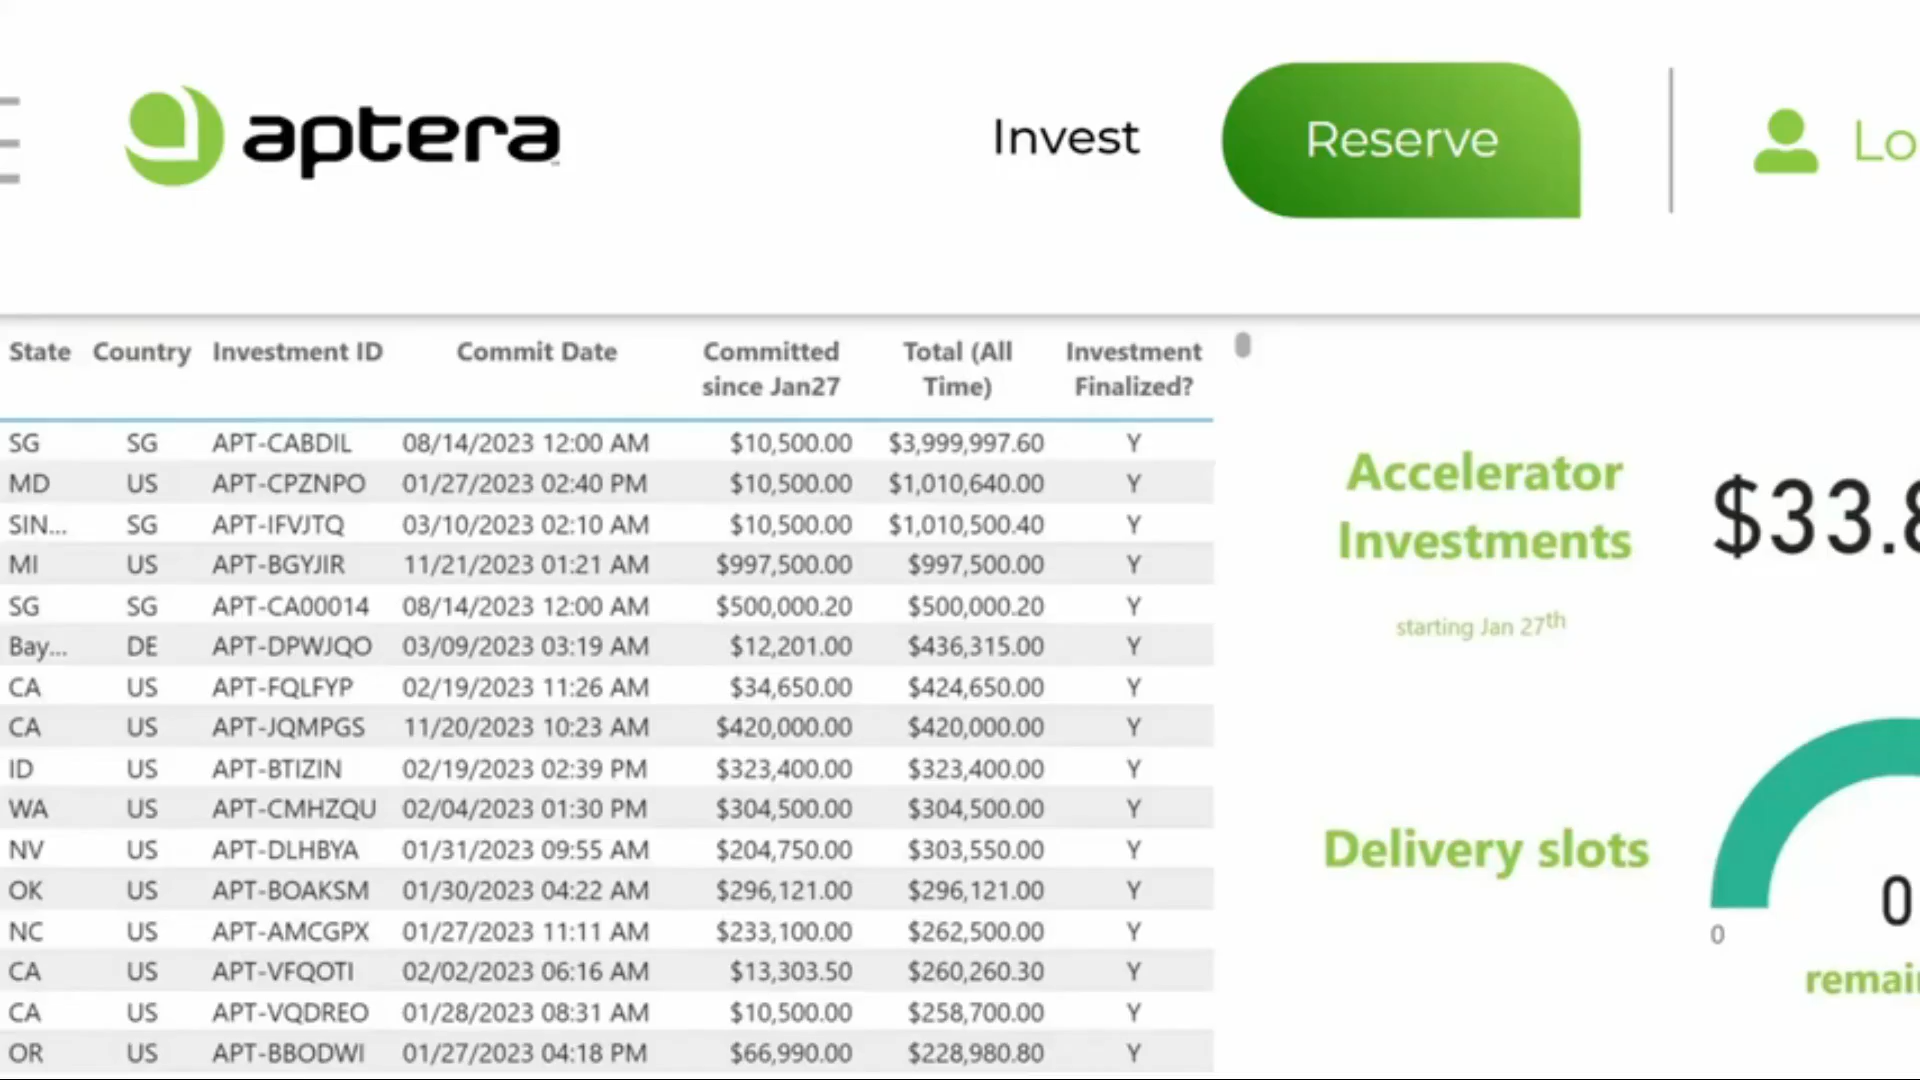 aptera
Invest
Reserve
Lo
State Country Investment ID Commit Date Committed since Jan27 Total (All Time) Investment Finalized?
SG SG APT-CABDIL 08/14/2023 12:00 AM $10,500.00 $3,999,997.60 Y
MD US APT-CPZNPO 01/27/2023 02:40 PM $10,500.00 $1,010,640.00 Y
SIN... SG APT-IFVJTQ 03/10/2023 02:10 AM $10,500.00 $1,010,500.40 Y
MI US APT-BGYJIR 11/21/2023 01:21 AM $997,500.00 $997,500.00 Y
SG SG APT-CA00014 08/14/2023 12:00 AM $500,000.20 $500,000.20 Y
Bay... DE APT-DPWJQO 03/09/2023 03:19 AM $12,201.00 $436,315.00 Y
CA US APT-FQLFYP 02/19/2023 11:26 AM $34,650.00 $424,650.00 Y
CA US APT-JQMPGS 11/20/2023 10:23 AM $420,000.00 $420,000.00 Y
ID US APT-BTIZIN 02/19/2023 02:39 PM $323,400.00 $323,400.00 Y
WA US APT-CMHZQU 02/04/2023 01:30 PM $304,500.00 $304,500.00 Y
NV US APT-DLHBYA 01/31/2023 09:55 AM $204,750.00 $303,550.00 Y
OK US APT-BOAKSM 01/30/2023 04:22 AM $296,121.00 $296,121.00 Y
NC US APT-AMCGPX 01/27/2023 11:11 AM $233,100.00 $262,500.00 Y
CA US APT-VFQOTI 02/02/2023 06:16 AM $13,303.50 $260,260.30 Y
CA US APT-VQDREO 01/28/2023 08:31 AM $10,500.00 $258,700.00 Y
OR US APT-BBODWI 01/27/2023 04:18 PM $66,990.00 $228,980.80 Y
Accelerator
Investments
starting Jan 27th
$33.8
Delivery slots
0
0
remain